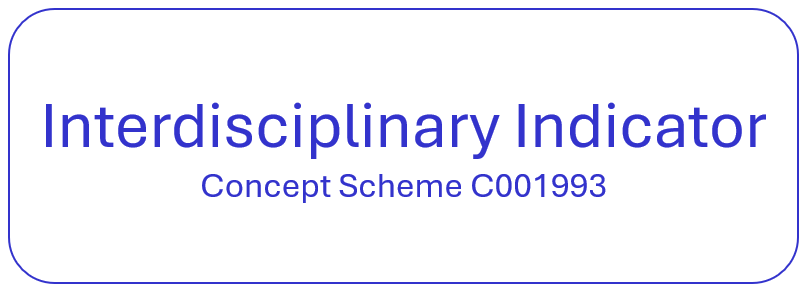 Interdisciplinary Indicator
Concept Scheme C001993